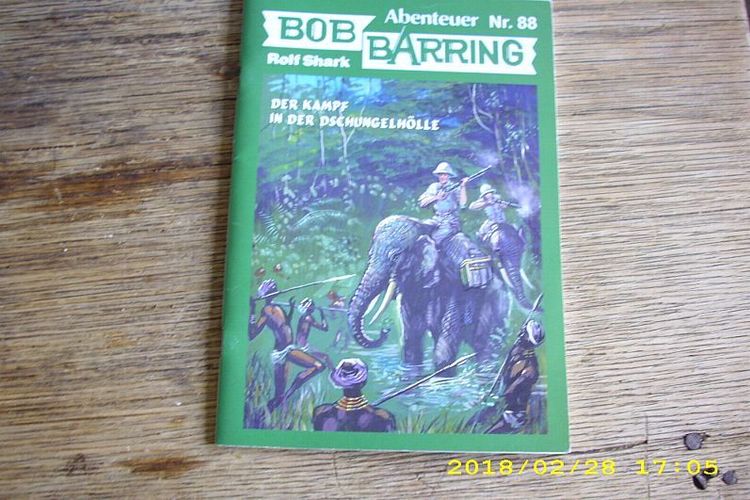 Abenteuer Nr. 88
BOB BARRING
Rolf Shark
DER KAMPF
IN DER DSCHUNGELHÖLLE
2018/02/28 17:05